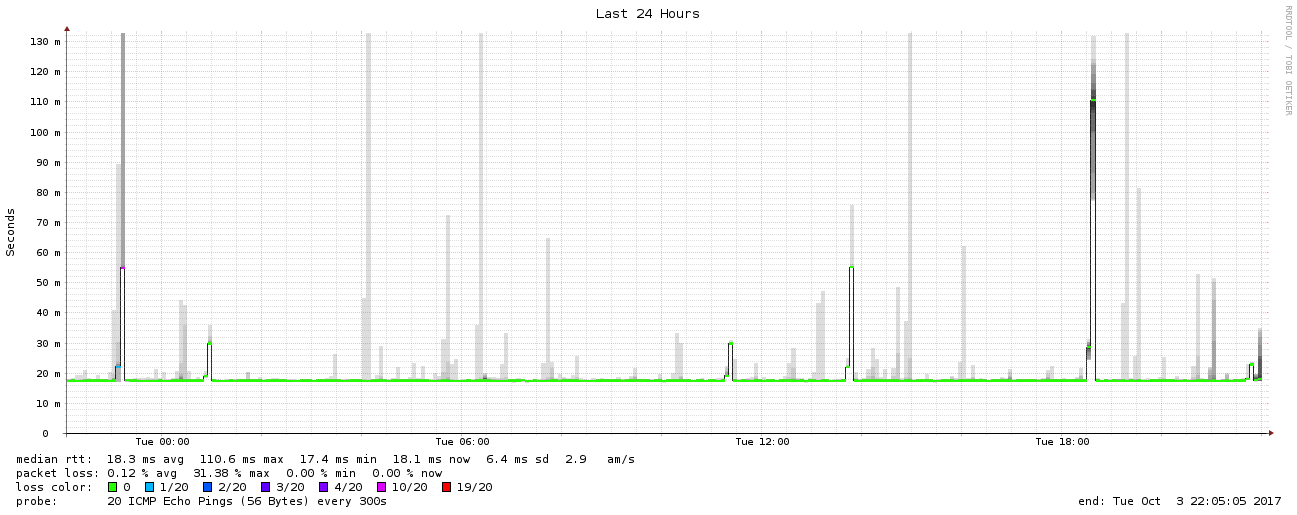 Last 24 Hours
RRDTOOL / TOBI OETIKER
Seconds
130 m
120 m
110 m
100 m
90 m
80 m
70 m
60 m
50 m
40 m
30 m
20 m
10 m
0
Tue 00:00 Tue 06:00 Tue 12:00 Tue 18:00
median rtt: 18.3 ms avg 110.6 ms max 17.4 ms min 18.1 ms now 6.4 ms sd 2.9 am/s
packet loss: 0.12 % avg 31.38 % max 0.00 % min 0.00 % now
loss color: 0 1/20 2/20 3/20 4/20 10/20 19/20
probe: 20 ICMP Echo Pings (56 Bytes) every 300s end: Tue Oct 3 22:05:05 2017